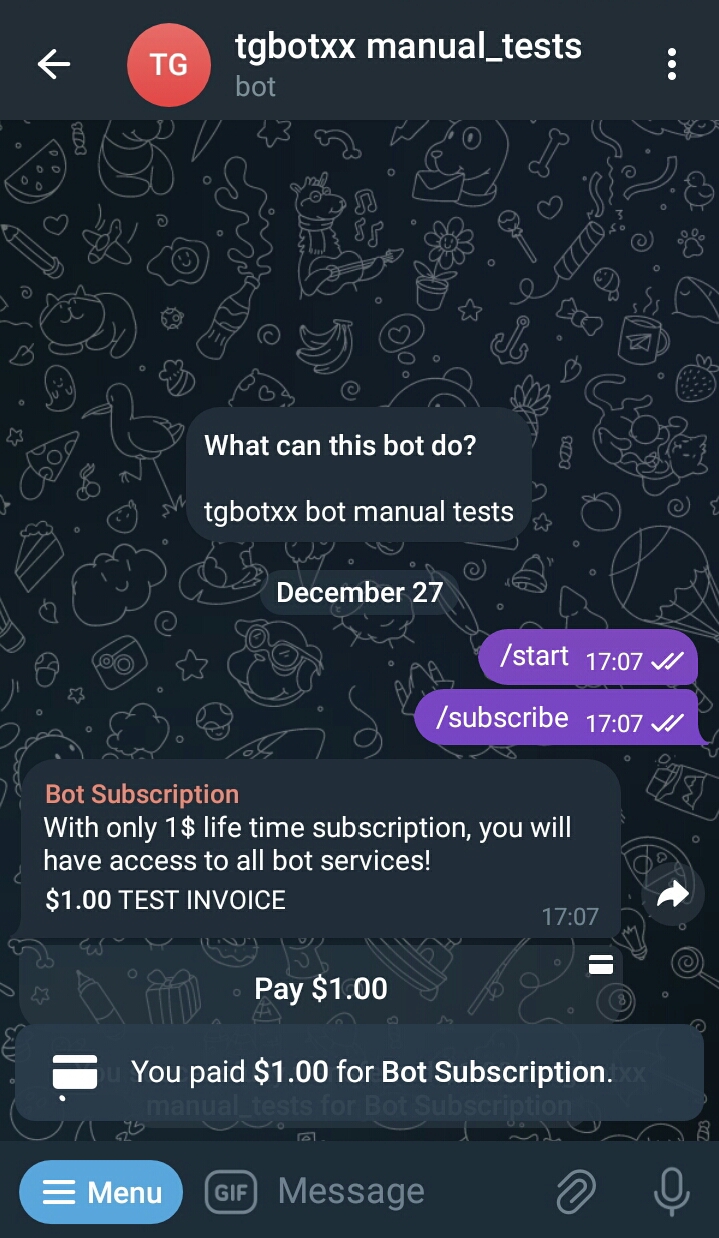 TG
tgbotxx manual_tests
bot
What can this bot do?
tgbotxx bot manual tests
December 27
/start 17:07
/subscribe 17:07
Bot Subscription
With only 1$ life time subscription, you will
have access to all bot services!
$1.00 TEST INVOICE
17:07
Pay $1.00
You paid $1.00 for Bot Subscription.
manual_tests for Bot Subscription
Menu
GIF
Message